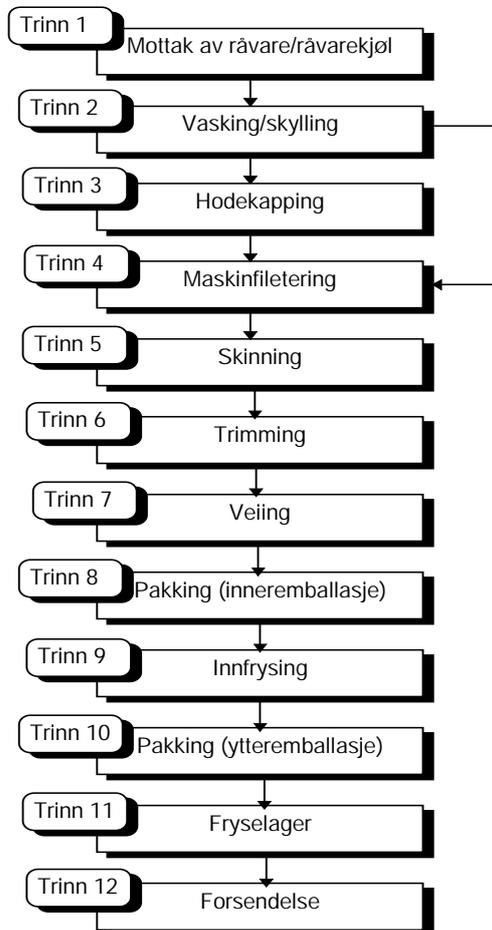 Trinn 1
Mottak av råvare/råvarekjøl
Trinn 2
Vasking/skylling
Trinn 3
Hodekapping
Trinn 4
Maskinfiletering
Trinn 5
Skinning
Trinn 6
Trimming
Trinn 7
Veiing
Trinn 8
Pakking (inneremballasje)
Trinn 9
Innfrysing
Trinn 10
Pakking (ytteremballasje)
Trinn 11
Fryselager
Trinn 12
Forsendelse